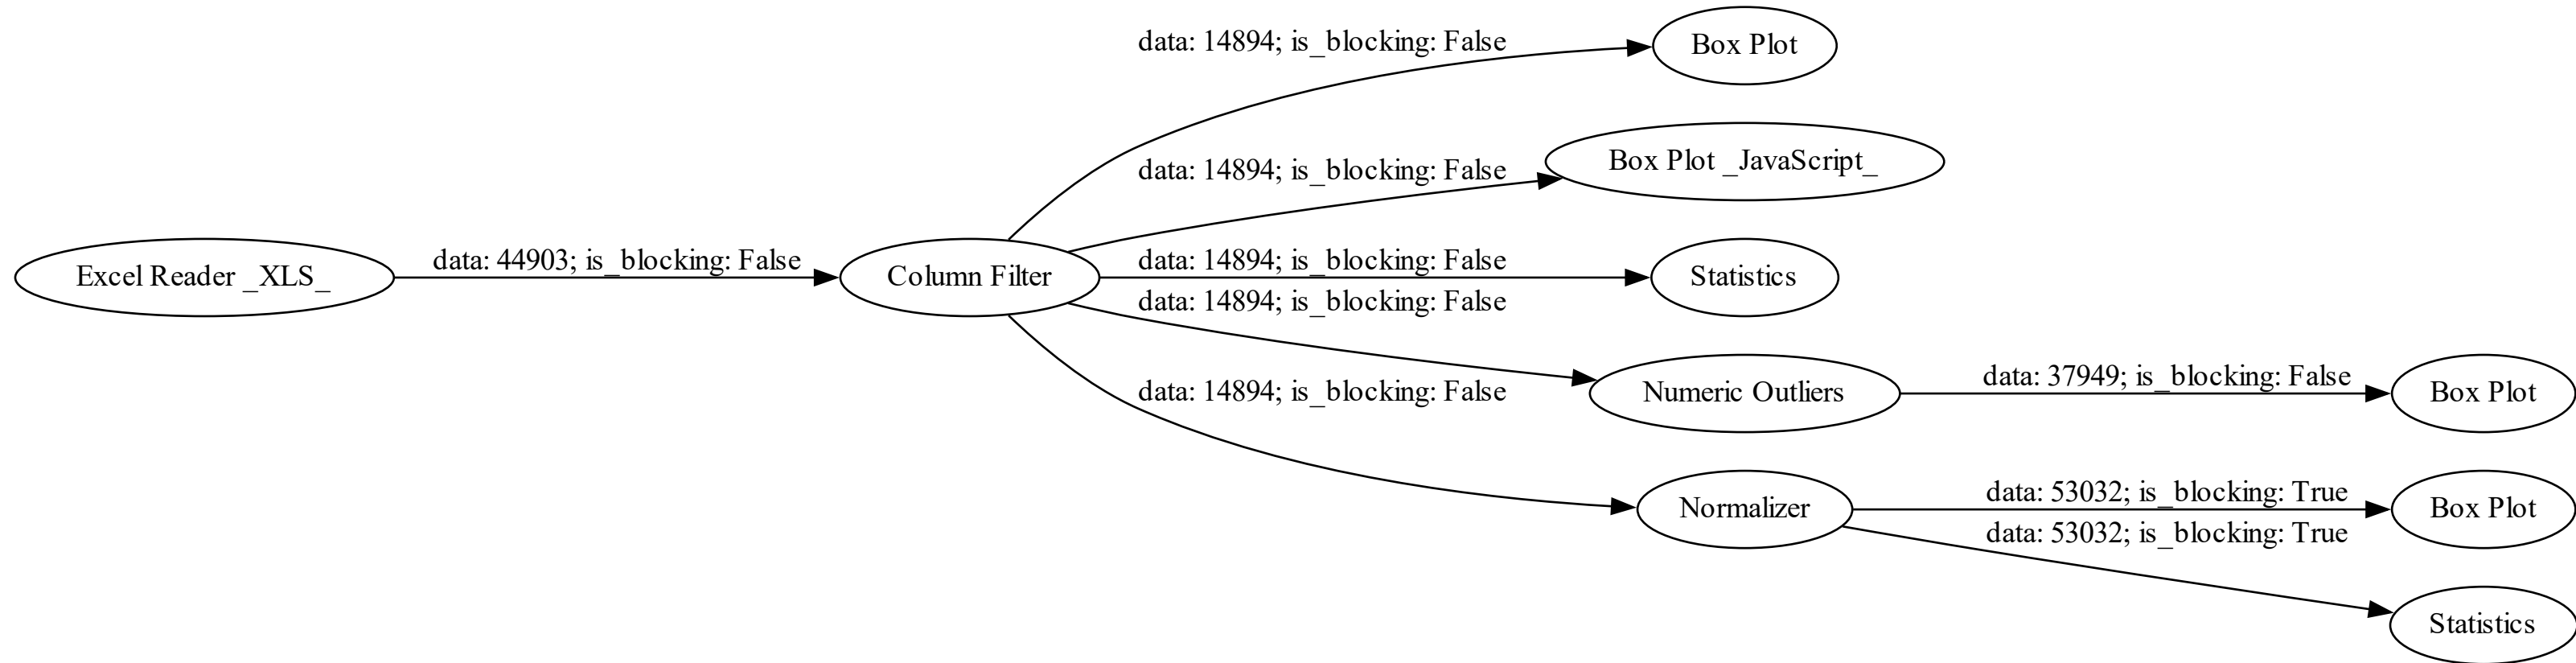 data: 14894; is_blocking: False
Box Plot
data: 14894; is_blocking: False
Box Plot _JavaScript_
Excel Reader _XLS_
data: 44903; is_blocking: False
Column Filter
data: 14894; is_blocking: False
Statistics
data: 14894; is_blocking: False
Numeric Outliers
data: 37949; is_blocking: False
Box Plot
data: 14894; is_blocking: False
Normalizer
data: 53032; is_blocking: True
Box Plot
data: 53032; is_blocking: True
Statistics